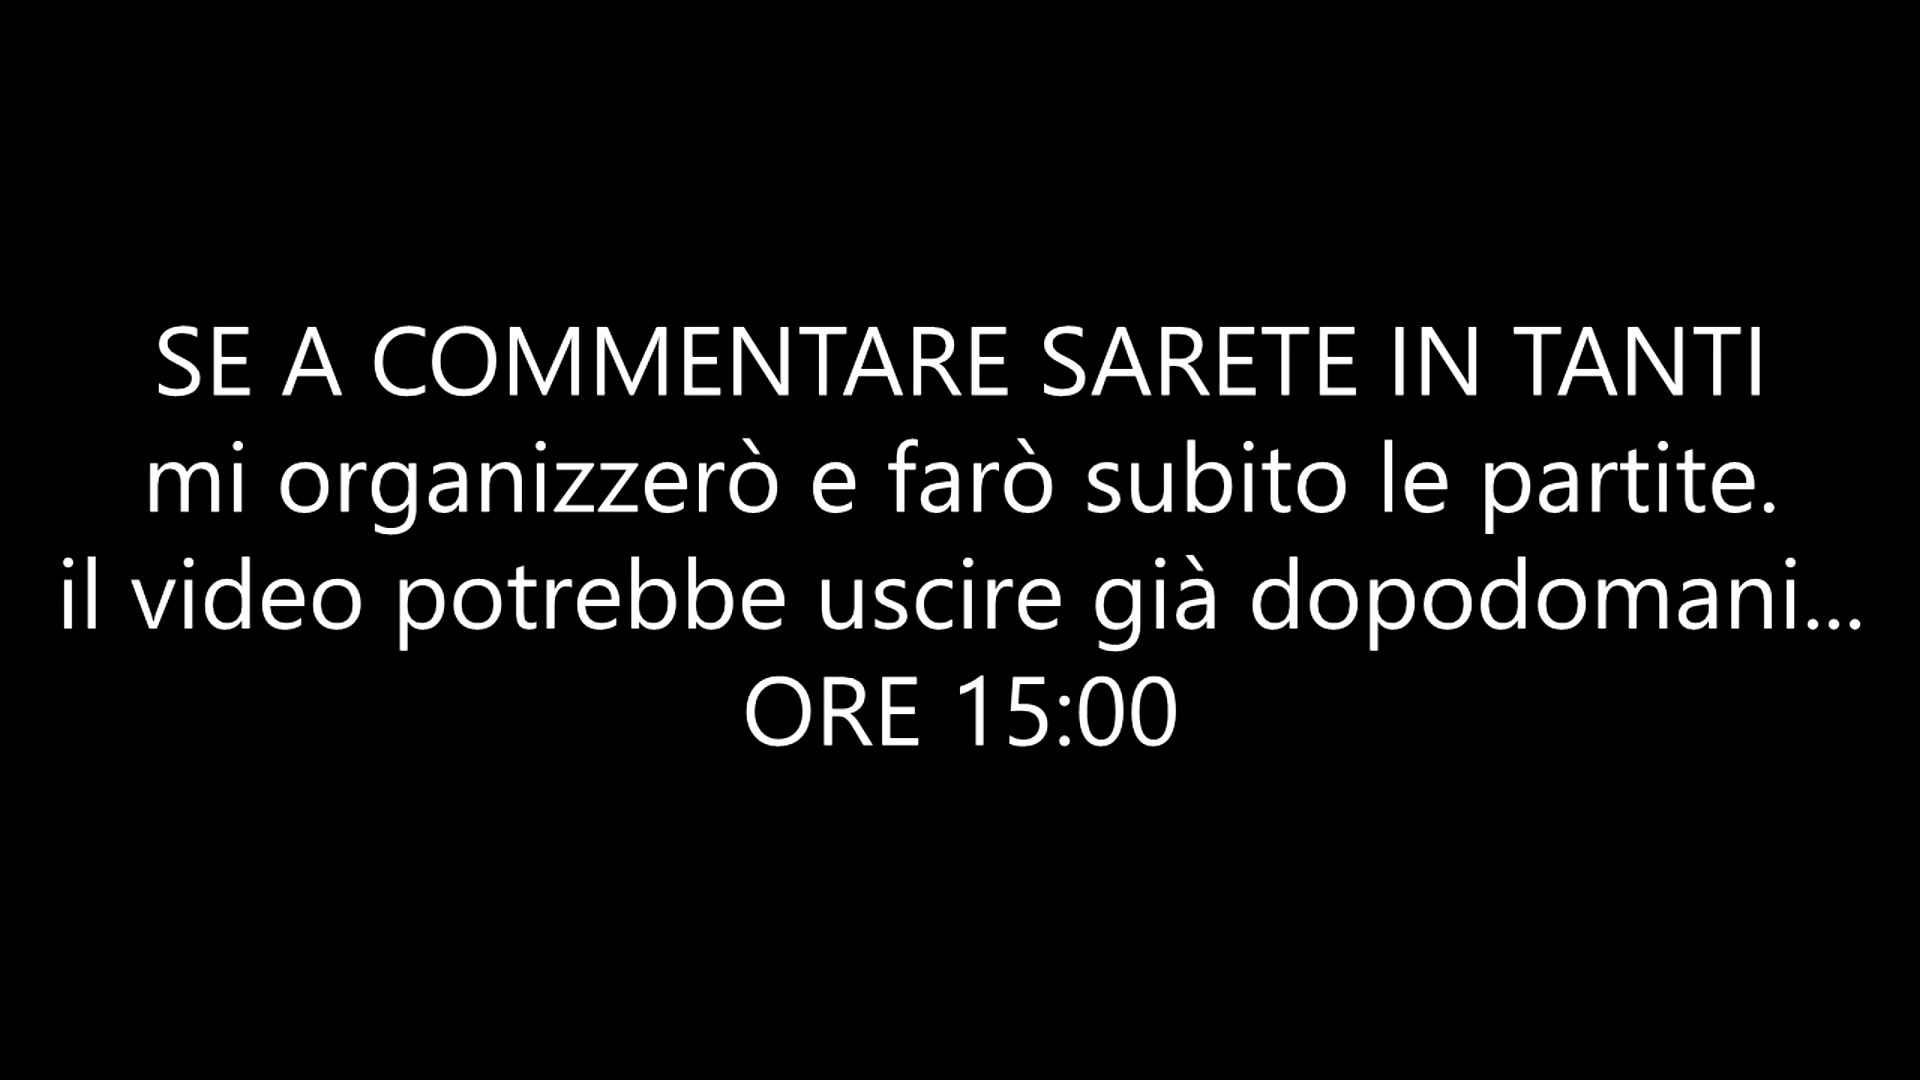 SE A COMMENTARE SARETE IN TANTI
mi organizzerò e farò subito le partite.
il video potrebbe uscire già dopodomani...
ORE 15:00